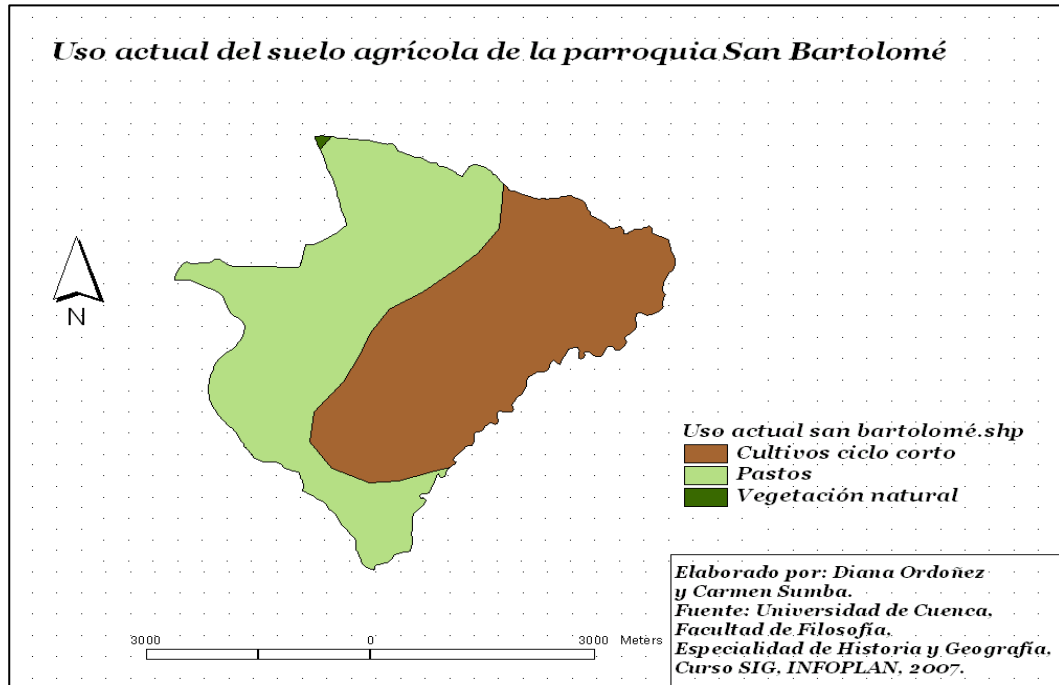 Uso actual del suelo agrícola de la parroquia San Bartolomé
N
Uso actual san bartolomé.shp
Cultivos ciclo corto
Pastos
Vegetación natural
3000 0 3000 Meters
Elaborado por: Diana Ordoñez
y Carmen Sumba.
Fuente: Universidad de Cuenca,
Facultad de Filosofía,
Especialidad de Historia y Geografía,
Curso SIG, INFOPLAN, 2007.